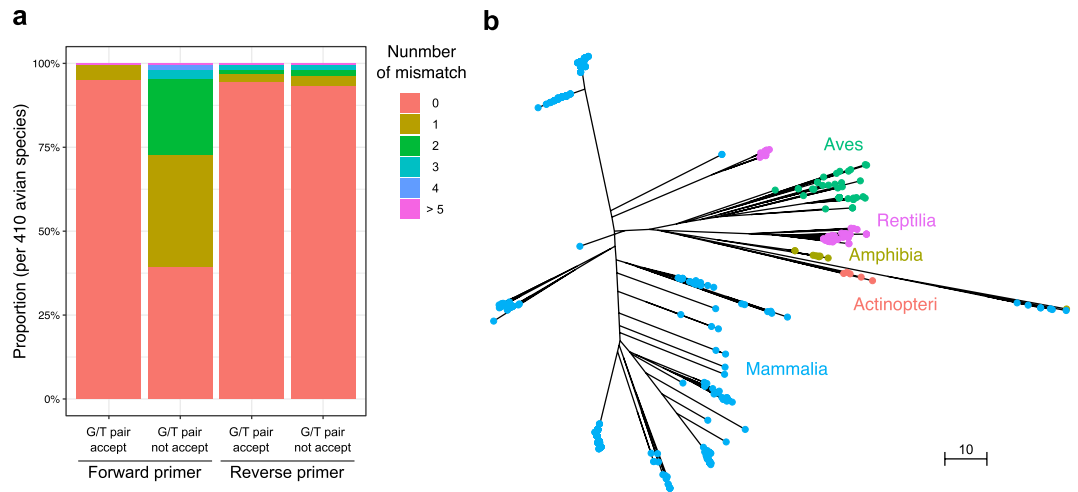 a
Proportion (per 410 avian species)
100%
75%
50%
25%
0%
G/T pair
accept
G/T pair
not accept
G/T pair
accept
G/T pair
not accept
Forward primer
Reverse primer
Nunmber
of mismatch
0
1
2
3
4
> 5
b
Aves
Reptilia
Amphibia
Actinopteri
Mammalia
10